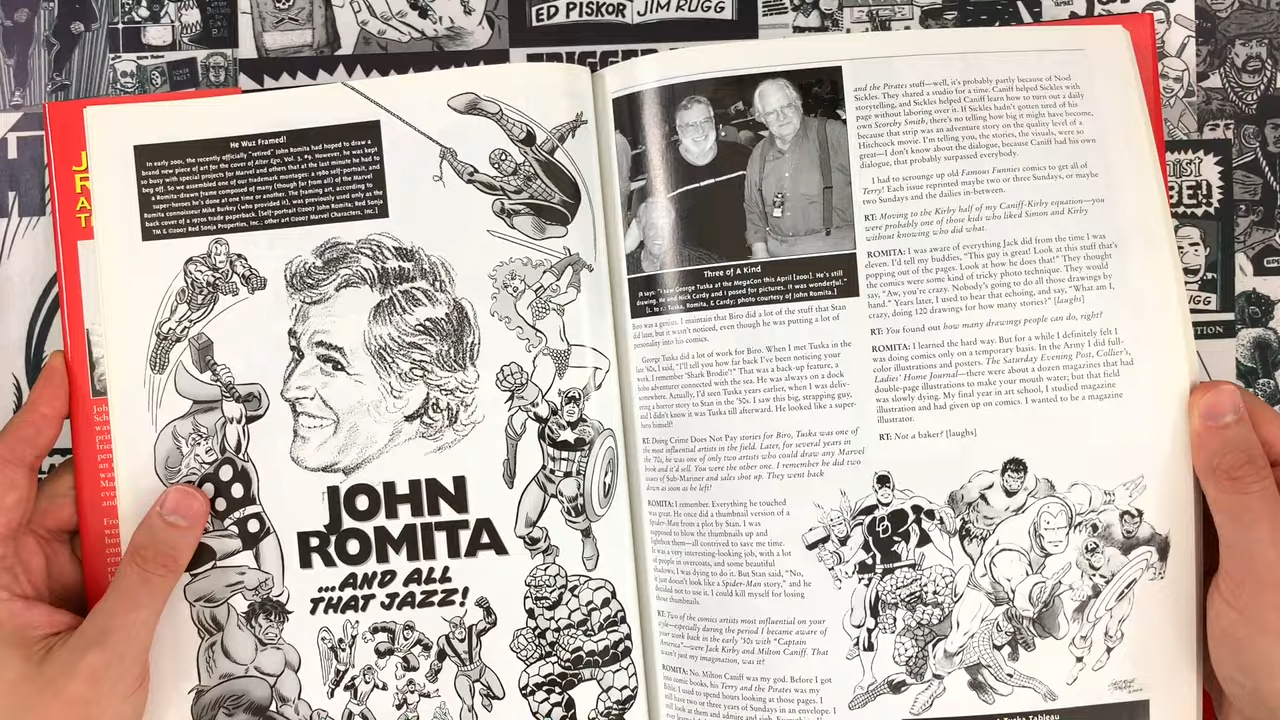 ED PISKOR JIM RUGG
He Wuz Framed!
In early 2001, the recently officially "retired" John Romita had hoped to draw a
brand new piece of art for the cover of Alter Ego, Vol. 3, #9. However, he was kept
so busy with special projects for Marvel and others that at the last minute he had to
beg off. So we assembled one of our trademark montages: a 1980 self-portrait, and
a Romita-drawn frame composed of many (though far from all) of the Marvel
super-heroes he's done at one time or another. The framing art, according to
Romita connoisseur Mike Burkey (who provided it), was previously used only as the
back cover of a 1970s trade paperback. [Self-portrait ©2007 John Romita; Red Sonja
TM & ©2007 Red Sonja Properties, Inc.; other art ©2007 Marvel Characters, Inc.]
JOHN
ROMITA
...AND ALL
THAT JAZZ!
Three of A Kind
JR says: "I saw George Tuska at the MegaCon this April [2001]. He's still
drawing. He and Nick Cardy and I posed for pictures. It was wonderful."
[L. to r.: Tuska, Romita, & Cardy; photo courtesy of John Romita.]
Biro was a genius. I maintain that Biro did a lot of the stuff that Stan
did later, but it wasn't noticed, even though he was putting a lot of
personality into his comics.
George Tuska did a lot of work for Biro. When I met Tuska in the
late '60s, I said, "I'll tell you how far back I've been noticing your
work. I remember 'Shark Brodie!'" That was a back-up feature, a
hobo adventurer connected with the sea. He was always on a dock
somewhere. Actually, I'd seen Tuska years earlier, when I was deliv-
ering a horror story to Stan in the '50s. I saw this big, strapping guy,
and I didn't know it was Tuska till afterward. He looked like a super-
hero himself!
RT: Doing Crime Does Not Pay stories for Biro, Tuska was one of
the most influential artists in the field. Later, for several years in
the '70s, he was one of only two artists who could draw any Marvel
book and it'd sell. You were the other one. I remember he did two
issues of Sub-Mariner and sales shot up. They went back
down as soon as he left!
ROMITA: I remember. Everything he touched
was great. He once did a thumbnail version of a
Spider-Man from a plot by Stan. I was
supposed to blow the thumbnails up and
lightbox them—all contrived to save me time.
It was a very interesting-looking job, with a lot
of people in overcoats, and some beautiful
shadows; I was dying to do it. But Stan said, "No,
it just doesn't look like a Spider-Man story," and he
decided not to use it. I could kill myself for losing
those thumbnails.
RT: Two of the comics artists most influential on your
style—especially during the period I became aware of
your work back in the early '50s with "Captain
America"—were Jack Kirby and Milton Caniff. That
wasn't just my imagination, was it?
ROMITA: No. Milton Caniff was my god. Before I got
into comic books, his Terry and the Pirates was my
Bible. I used to spend hours looking at those pages. I
still have two or three years of Sundays in an envelope. I
still look at them and admire and sigh.
and the Pirates stuff—well, it's probably partly because of Noel
Sickles. They shared a studio for a time. Caniff helped Sickles with
storytelling, and Sickles helped Caniff learn how to turn out a daily
page without laboring over it. If Sickles hadn't gotten tired of his
own Scorchy Smith, there's no telling how big it might have become,
because that strip was an adventure story on the quality level of a
Hitchcock movie. I'm telling you, the stories, the visuals, were so
great—I don't know about the dialogue, because Caniff had his own
dialogue, that probably surpassed everybody.
I had to scrounge up old Famous Funnies comics to get all of
Terry! Each issue reprinted maybe two or three Sundays, or maybe
two Sundays and the dailies in-between.
RT: Moving to the Kirby half of my Caniff-Kirby equation—you
were probably one of those kids who liked Simon and Kirby
without knowing who did what.
ROMITA: I was aware of everything Jack did from the time I was
eleven. I'd tell my buddies, "This guy is great! Look at this stuff that's
popping out of the pages. Look at how he does that!" They thought
the comics were some kind of tricky photo technique. They would
say, "Aw, you're crazy. Nobody's going to do all those drawings by
hand." Years later, I used to hear that echoing, and say, "What am I,
crazy, doing 120 drawings for how many stories?" [laughs]
RT: You found out how many drawings people can do, right?
ROMITA: I learned the hard way. But for a while I definitely felt I
was doing comics only on a temporary basis. In the Army I did full-
color illustrations and posters. The Saturday Evening Post, Collier's,
Ladies' Home Journal—there were about a dozen magazines that had
double-page illustrations to make your mouth water; but that field
was slowly dying. My final year in art school, I studied magazine
illustration and had given up on comics. I wanted to be a magazine
illustrator.
RT: Not a baker? [laughs]
Tuska Tableau